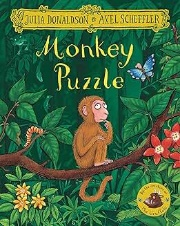 JULIA DONALDSON • AXEL SCHEFFLER
Monkey
Puzzle